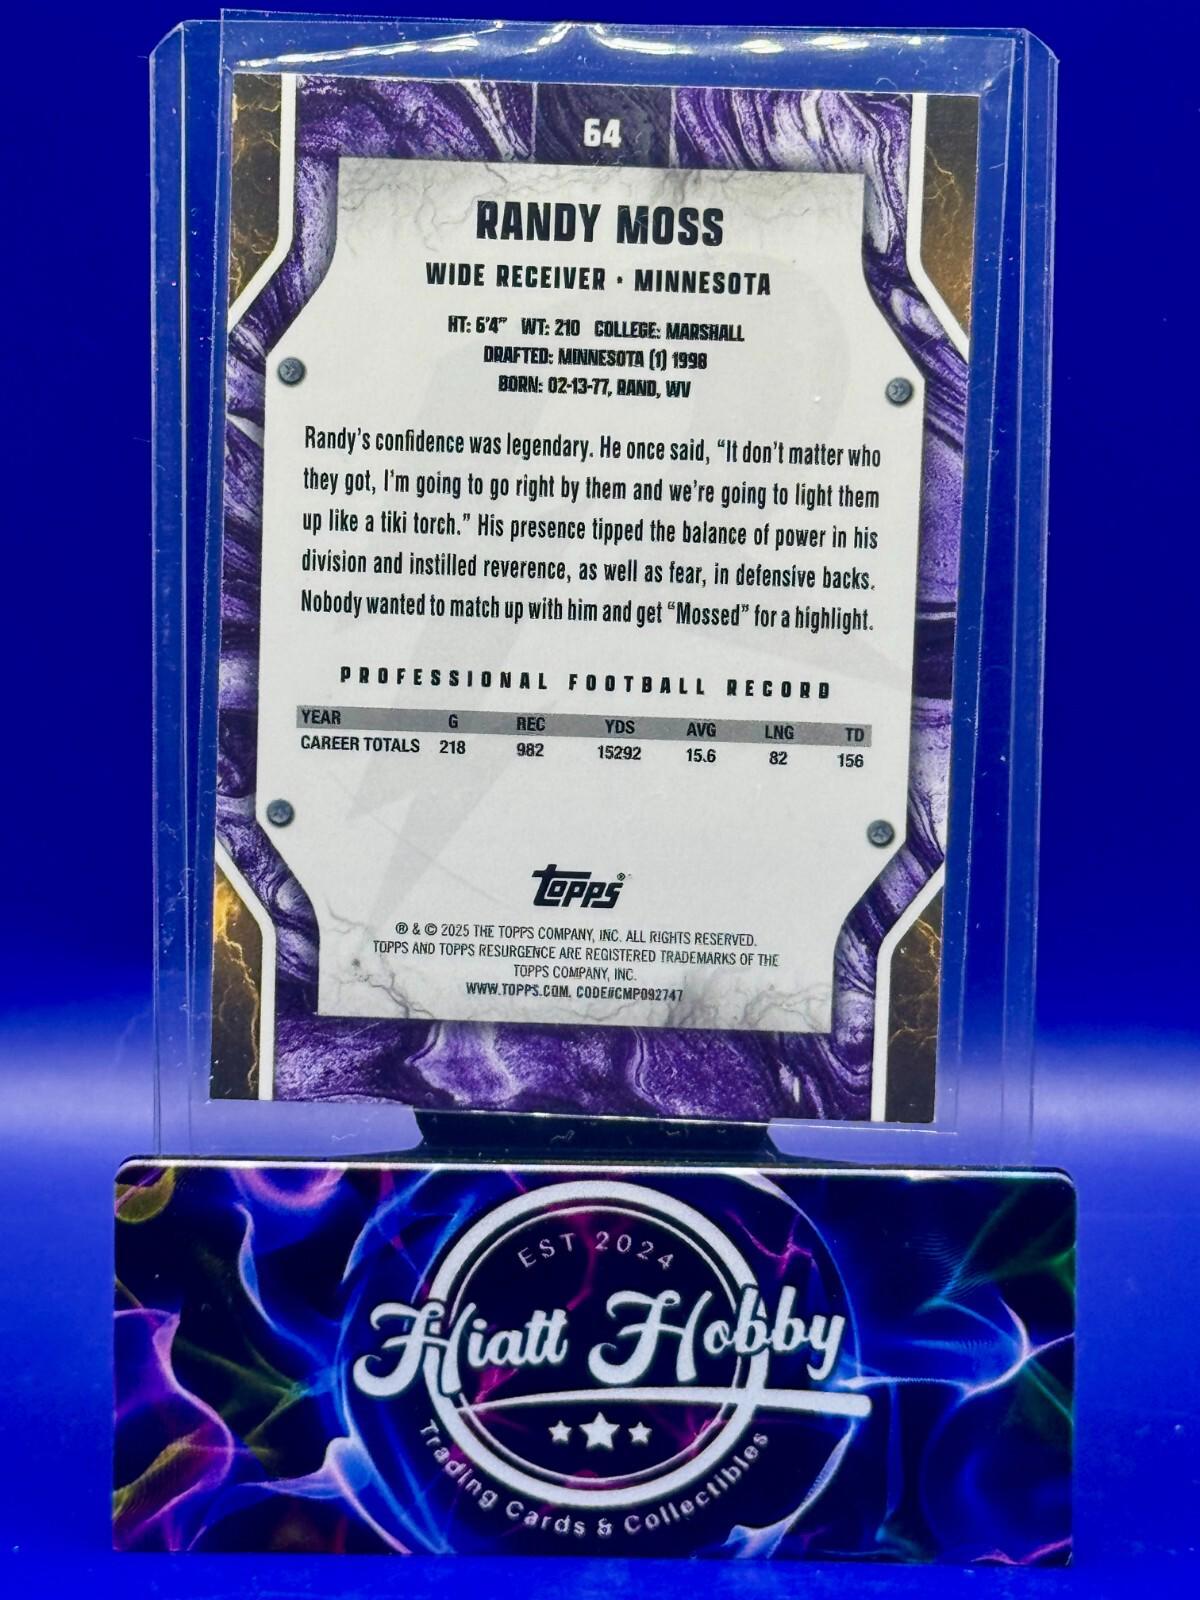 64
RANDY MOSS
WIDE RECEIVER • MINNESOTA
HT: 6'4" WT: 210 COLLEGE: MARSHALL
DRAFTED: MINNESOTA (1) 1998
BORN: 02-13-77, RAND, WV
Randy's confidence was legendary. He once said, "It don't matter who
they got, I'm going to go right by them and we're going to light them
up like a tiki torch." His presence tipped the balance of power in his
division and instilled reverence, as well as fear, in defensive backs.
Nobody wanted to match up with him and get "Mossed" for a highlight.
PROFESSIONAL FOOTBALL RECORD
YEAR G REC YDS AVG LNG TD
CAREER TOTALS 218 982 15292 15.6 82 156
Topps®
® & © 2025 THE TOPPS COMPANY, INC. ALL RIGHTS RESERVED.
TOPPS AND TOPPS RESURGENCE ARE REGISTERED TRADEMARKS OF THE
TOPPS COMPANY, INC.
WWW.TOPPS.COM. CODE#CMP092747
EST 2024
Hiatt Hobby
Trading Cards & Collectibles